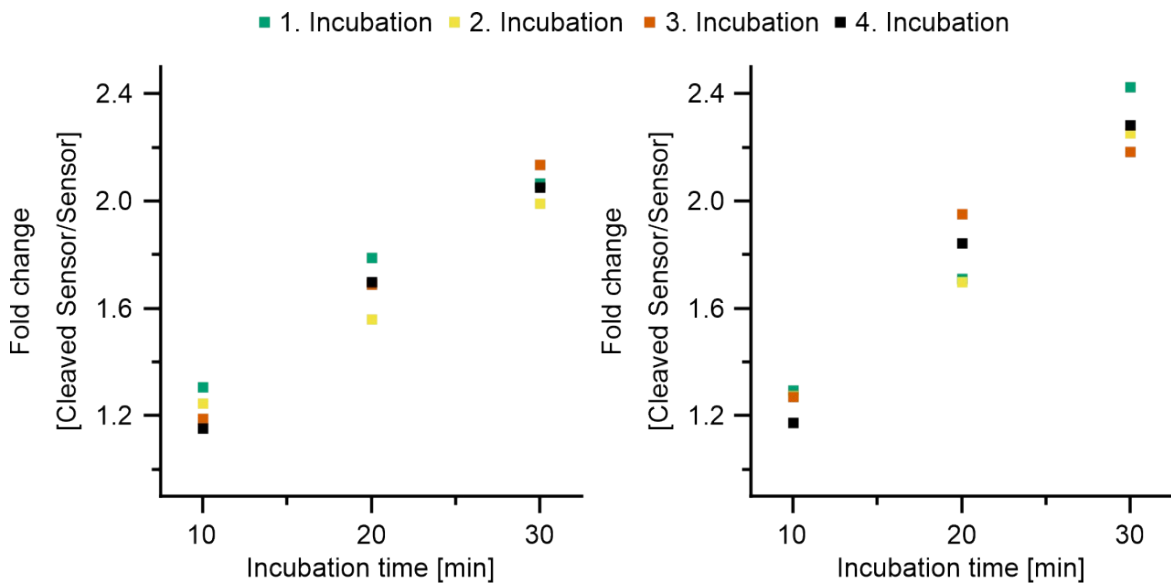 1. Incubation 2. Incubation 3. Incubation 4. Incubation
Fold change
[Cleaved Sensor/Sensor]
2.4
2.0
1.6
1.2
10 20 30
Incubation time [min]
Fold change
[Cleaved Sensor/Sensor]
2.4
2.0
1.6
1.2
10 20 30
Incubation time [min]